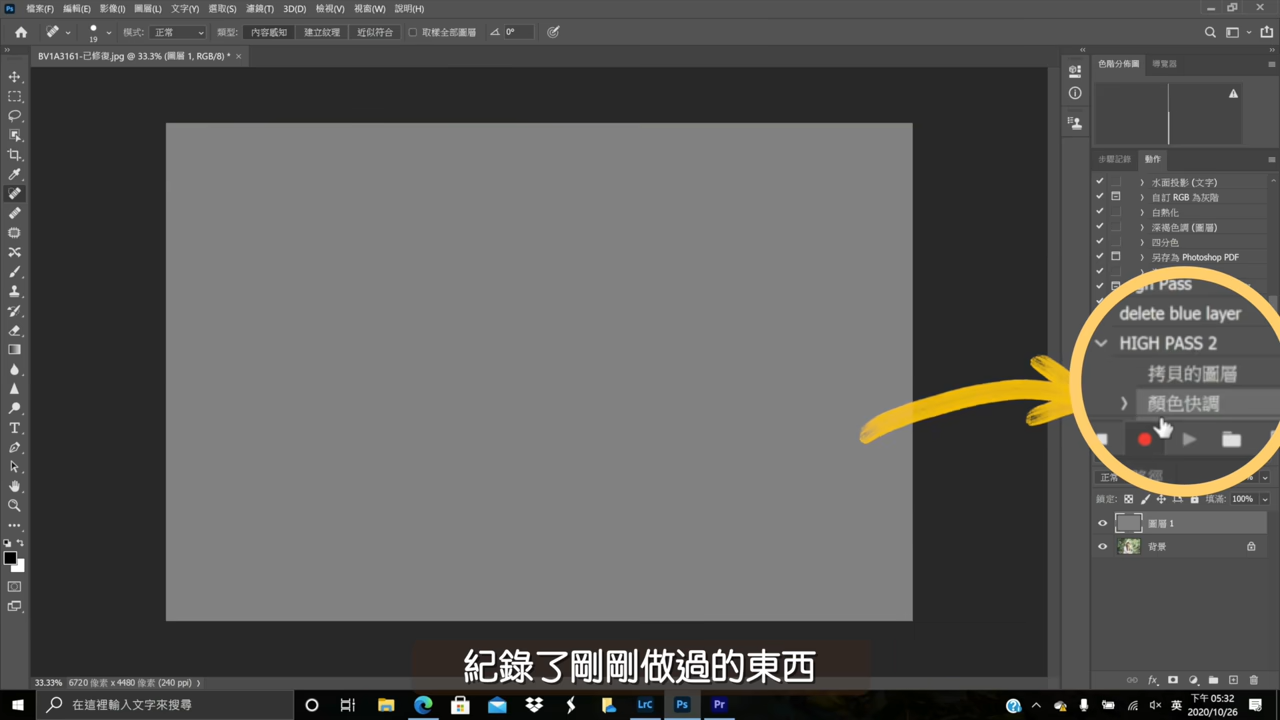 Ps 檔案(F) 編輯(E) 影像(I) 圖層(L) 文字(Y) 選取(S) 濾鏡(T) 3D(D) 檢視(V) 視窗(W) 說明(H)
19 模式: 正常 類型: 內容感知 建立紋理 近似符合 取樣全部圖層 0°
BV1A3161-已修復.jpg @ 33.3% (圖層 1, RGB/8) * ×
色階分佈圖 導覽器
步驟記錄 動作
水面投影 (文字)
自訂 RGB 為灰階
白熱化
深褐色調 (圖層)
四分色
另存為 Photoshop PDF
gh Pass
delete blue layer
HIGH PASS 2
拷貝的圖層
顏色快調
正常
鎖定: 填滿: 100%
圖層 1
背景
fx
紀錄了剛剛做過的東西
33.33% 6720 像素 x 4480 像素 (240 ppi)
在這裡輸入文字來搜尋
LrC Ps Pr
下午 05:32
2020/10/26